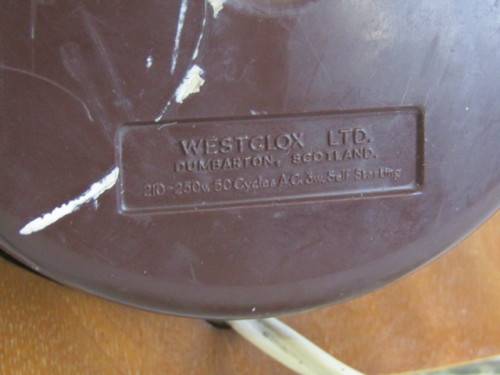 WESTCLOX LTD.
DUMBARTON, SCOTLAND.
210-250v. 50 Cycles A.C. 3w. Self Starting